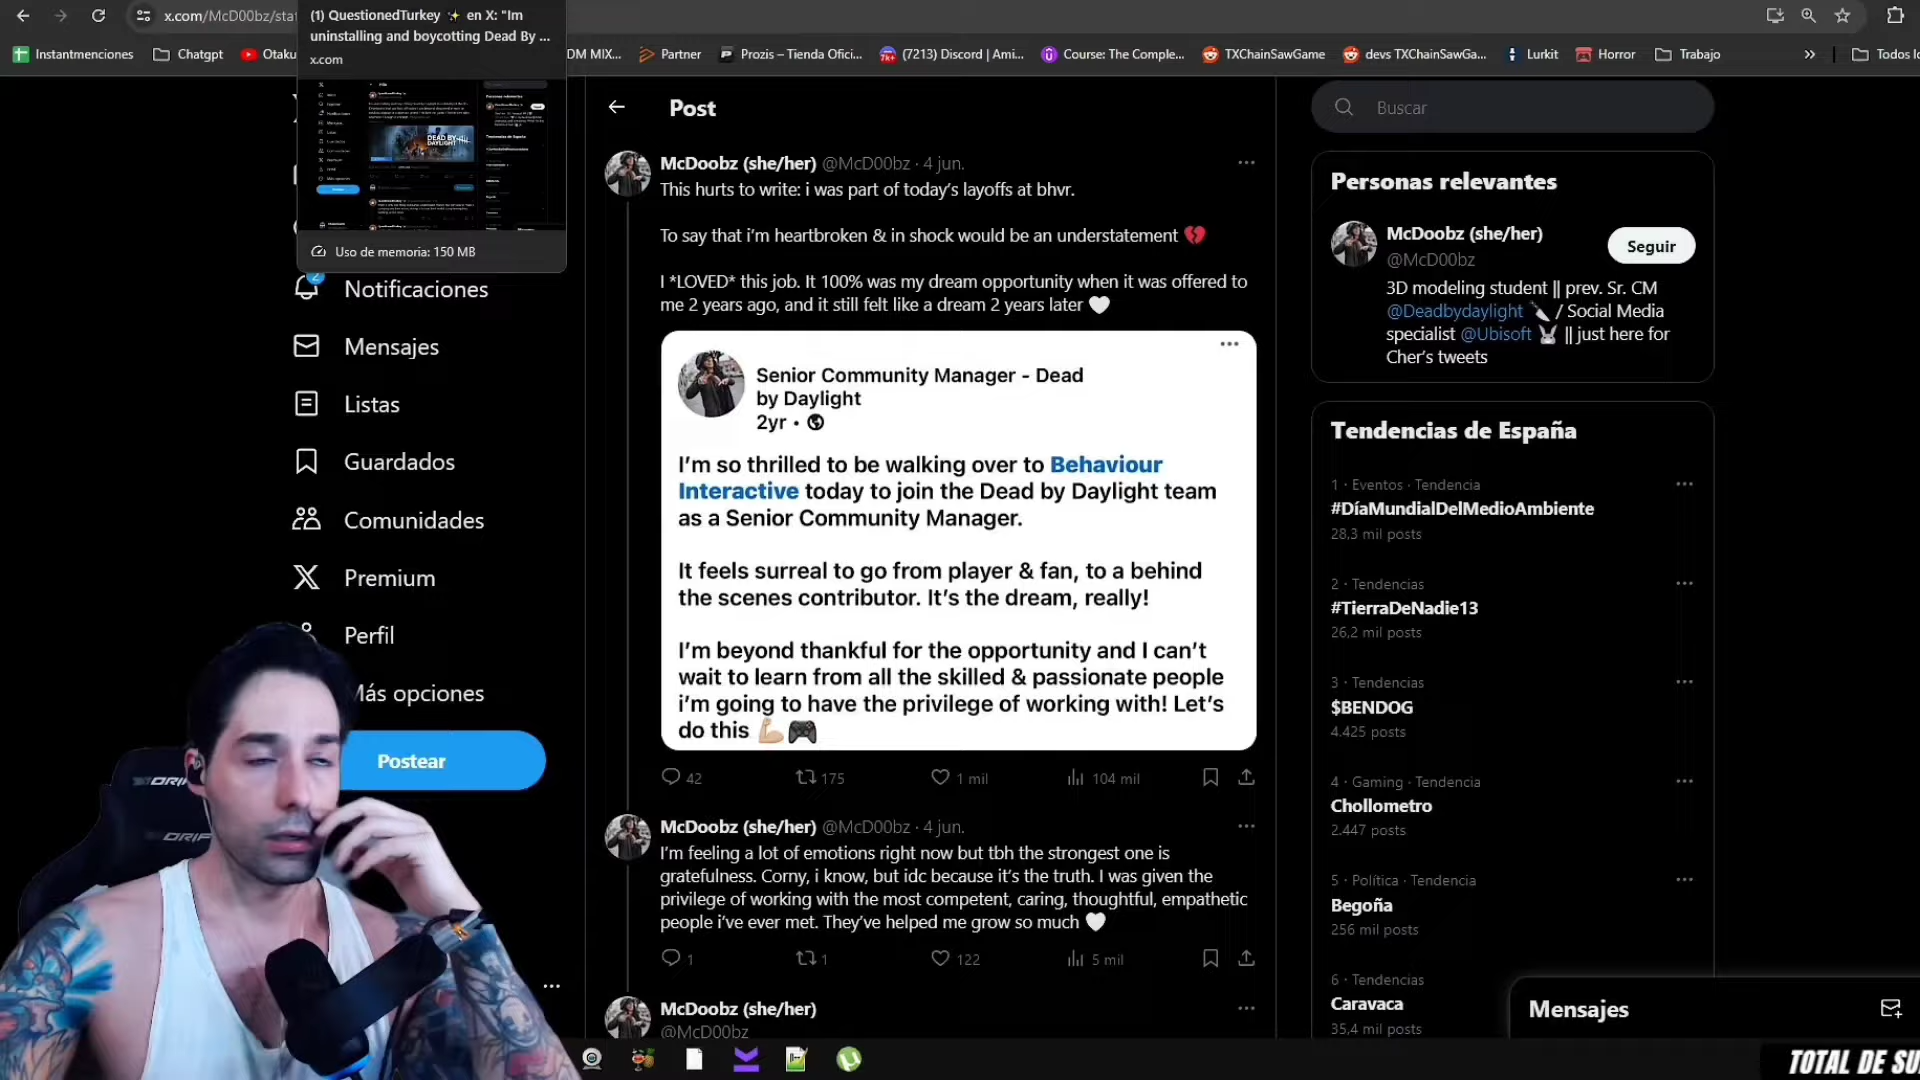 x.com/McD00bz/stat
(1) QuestionedTurkey ✨ en X: "Im
uninstalling and boycotting Dead By ...
x.com
Instantmenciones
Chatgpt
Otaku
DM MIX...
Partner
Prozis – Tienda Ofici...
(7213) Discord | Ami...
Course: The Comple...
TXChainSawGame
devs TXChainSawGa...
Lurkit
Horror
Trabajo
»
Todos lo
DEAD BY
DAYLIGHT
Uso de memoria: 150 MB
2
Notificaciones
Mensajes
Listas
Guardados
Comunidades
Premium
Perfil
Más opciones
Postear
Post
McDoobz (she/her) @McD00bz · 4 jun.
This hurts to write: i was part of today's layoffs at bhvr.
To say that i'm heartbroken & in shock would be an understatement 💔
I *LOVED* this job. It 100% was my dream opportunity when it was offered to
me 2 years ago, and it still felt like a dream 2 years later 🤍
Senior Community Manager - Dead
by Daylight
2yr •
I'm so thrilled to be walking over to Behaviour
Interactive today to join the Dead by Daylight team
as a Senior Community Manager.
It feels surreal to go from player & fan, to a behind
the scenes contributor. It's the dream, really!
I'm beyond thankful for the opportunity and I can't
wait to learn from all the skilled & passionate people
i'm going to have the privilege of working with! Let's
do this 💪🏼🎮
42 175 1 mil 104 mil
McDoobz (she/her) @McD00bz · 4 jun.
I'm feeling a lot of emotions right now but tbh the strongest one is
gratefulness. Corny, i know, but idc because it's the truth. I was given the
privilege of working with the most competent, caring, thoughtful, empathetic
people i've ever met. They've helped me grow so much 🤍
1 1 122 5 mil
McDoobz (she/her)
@McD00bz
Buscar
Personas relevantes
McDoobz (she/her)
@McD00bz
Seguir
3D modeling student || prev. Sr. CM
@Deadbydaylight 🔪 / Social Media
specialist @Ubisoft 🐰 || just here for
Cher's tweets
Tendencias de España
1 · Eventos · Tendencia
#DíaMundialDelMedioAmbiente
28,3 mil posts
2 · Tendencias
#TierraDeNadie13
26,2 mil posts
3 · Tendencias
$BENDOG
4.425 posts
4 · Gaming · Tendencia
Chollometro
2.447 posts
5 · Política · Tendencia
Begoña
256 mil posts
6 · Tendencias
Caravaca
35,4 mil posts
Mensajes
TOTAL DE SU